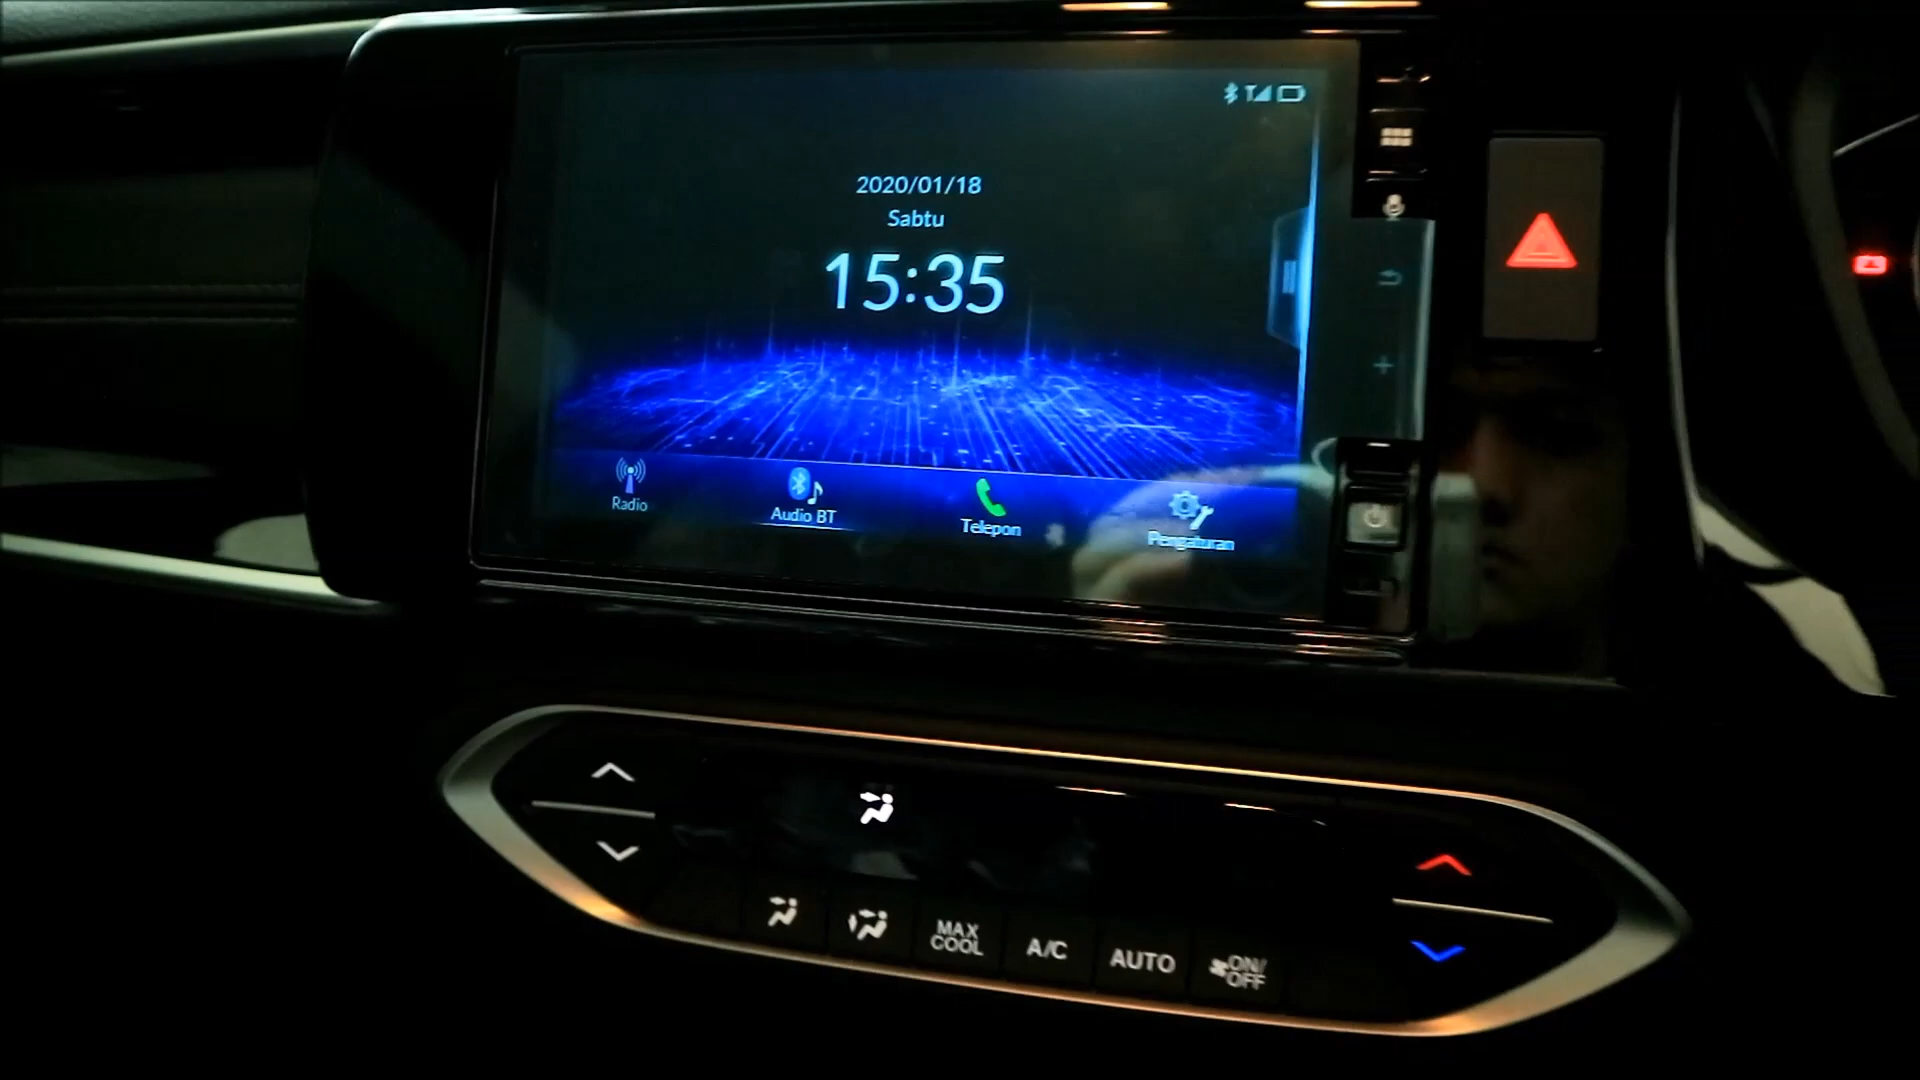 2020/01/18
Sabtu
15:35
Radio
Audio BT
Telepon
Pengaturan
MAX
COOL
A/C
AUTO
ON/
OFF